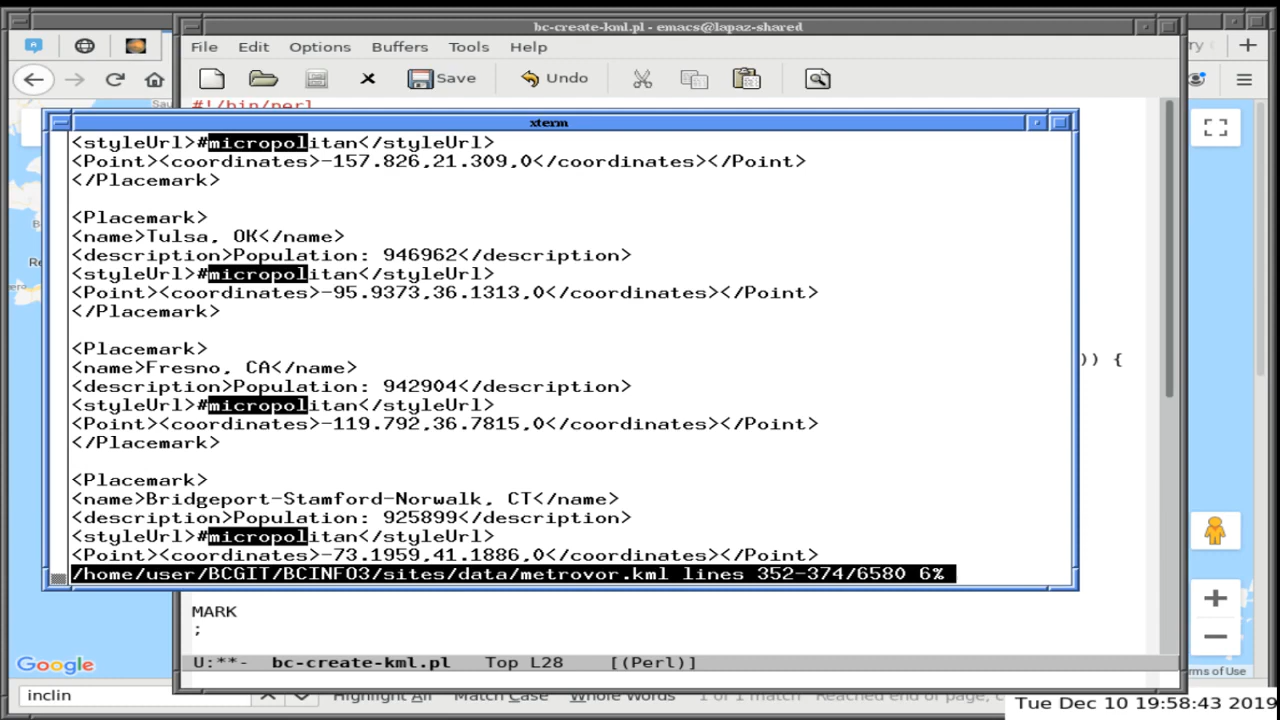 bc-create-kml.pl - emacs@lapaz-shared
File Edit Options Buffers Tools Help
Save Undo
#!/bin/perl
xterm
<styleUrl>#micropolitan</styleUrl>
<Point><coordinates>-157.826,21.309,0</coordinates></Point>
</Placemark>
<Placemark>
<name>Tulsa, OK</name>
<description>Population: 946962</description>
<styleUrl>#micropolitan</styleUrl>
<Point><coordinates>-95.9373,36.1313,0</coordinates></Point>
</Placemark>
<Placemark>
)) {
<name>Fresno, CA</name>
<description>Population: 942904</description>
<styleUrl>#micropolitan</styleUrl>
<Point><coordinates>-119.792,36.7815,0</coordinates></Point>
</Placemark>
<Placemark>
<name>Bridgeport-Stamford-Norwalk, CT</name>
<description>Population: 925899</description>
<styleUrl>#micropolitan</styleUrl>
<Point><coordinates>-73.1959,41.1886,0</coordinates></Point>
/home/user/BCGIT/BCINFO3/sites/data/metrovor.kml lines 352-374/6580 6%
MARK
;
U:**- bc-create-kml.pl Top L28 [(Perl)]
Google
rms of Use
inclin Highlight All Match Case Whole Words 1 of 1 match Reached end of page, c
Tue Dec 10 19:58:43 2019